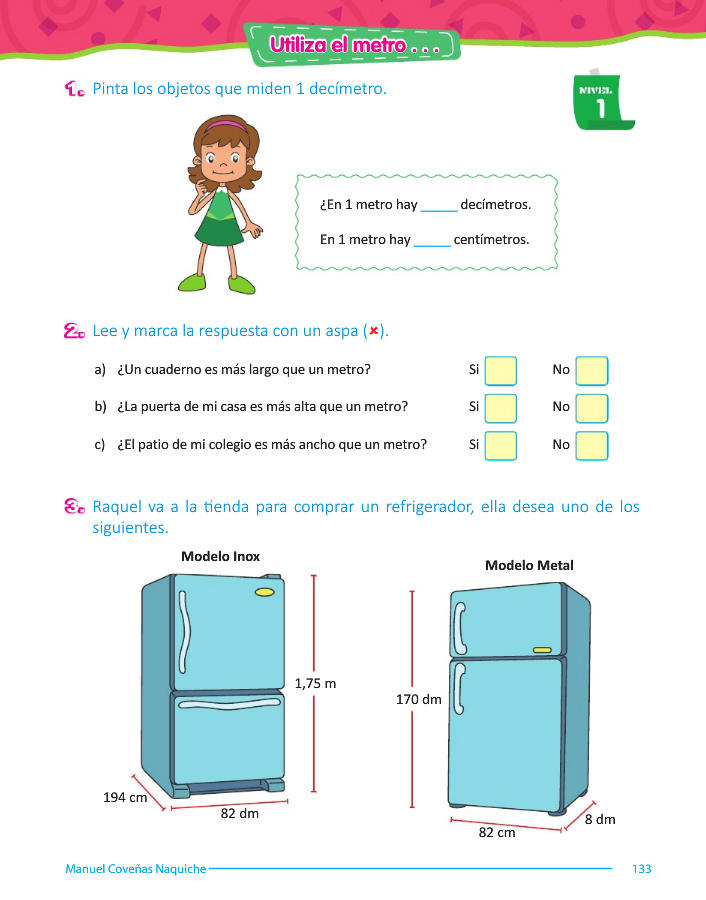 Utiliza el metro . . .
1. Pinta los objetos que miden 1 decímetro.
NIVEL
1
¿En 1 metro hay _____ decímetros.
En 1 metro hay _____ centímetros.
2. Lee y marca la respuesta con un aspa (×).
a) ¿Un cuaderno es más largo que un metro? Si No
b) ¿La puerta de mi casa es más alta que un metro? Si No
c) ¿El patio de mi colegio es más ancho que un metro? Si No
3. Raquel va a la tienda para comprar un refrigerador, ella desea uno de los
siguientes.
Modelo Inox
Modelo Metal
1,75 m
170 dm
194 cm
82 dm
8 dm
82 cm
Manuel Coveñas Naquiche 133